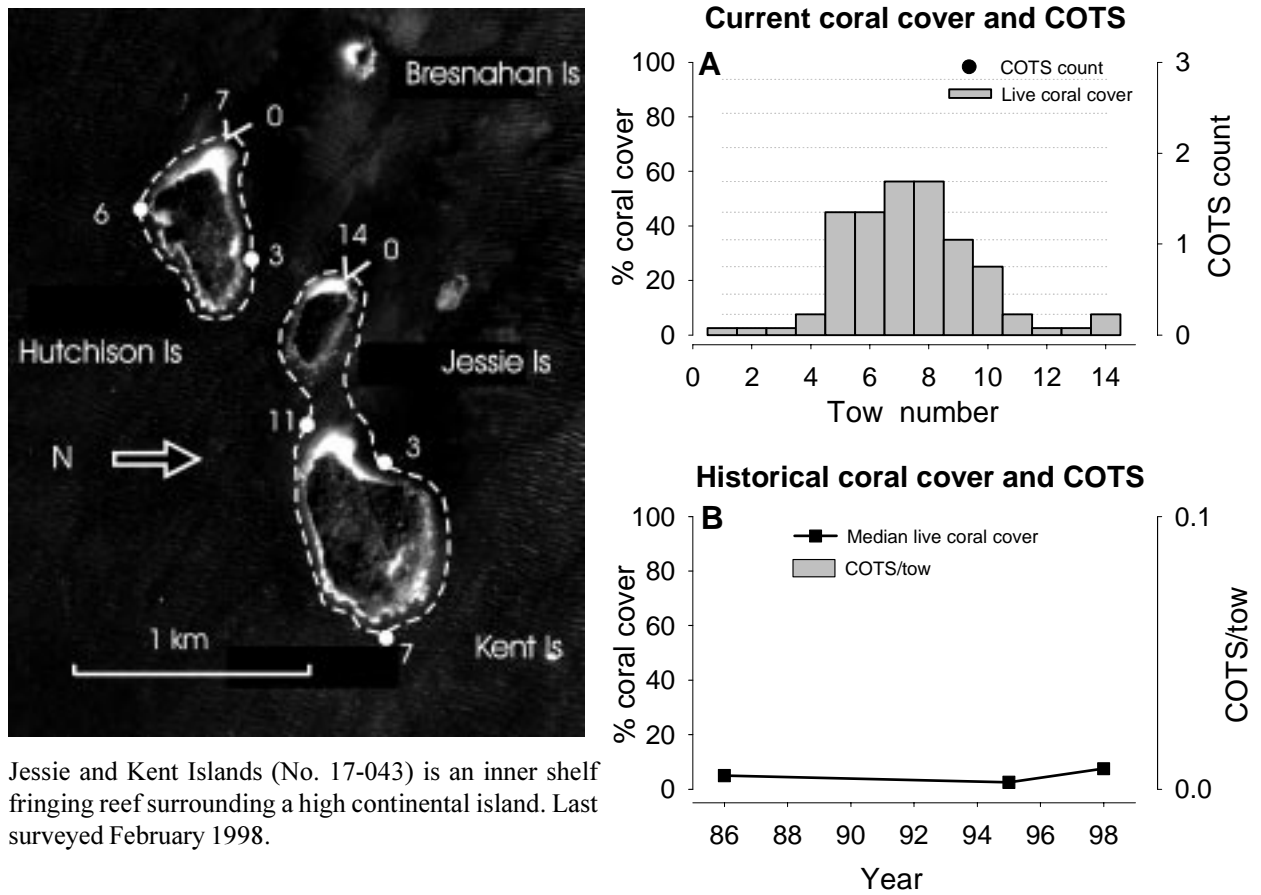 Bresnahan Is
7
0
6
3
14
0
Hutchison Is
Jessie Is
11
3
N
1 km
7
Kent Is
Jessie and Kent Islands (No. 17-043) is an inner shelf
fringing reef surrounding a high continental island. Last
surveyed February 1998.
Current coral cover and COTS
A
COTS count
Live coral cover
100
80
60
40
20
0
% coral cover
3
2
1
0
COTS count
0 2 4 6 8 10 12 14
Tow number
Historical coral cover and COTS
B
Median live coral cover
COTS/tow
100
80
60
40
20
0
% coral cover
0.1
0.0
COTS/tow
86 88 90 92 94 96 98
Year